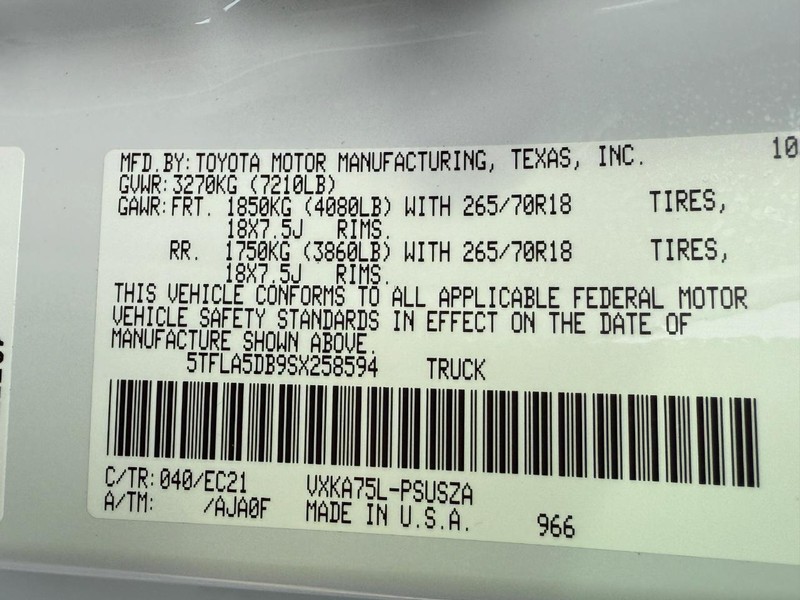 MFD.BY:TOYOTA MOTOR MANUFACTURING, TEXAS, INC. 10
GVWR:3270KG (7210LB)
GAWR:FRT. 1850KG (4080LB) WITH 265/70R18 TIRES,
18X7.5J RIMS.
RR. 1750KG (3860LB) WITH 265/70R18 TIRES,
18X7.5J RIMS.
THIS VEHICLE CONFORMS TO ALL APPLICABLE FEDERAL MOTOR
VEHICLE SAFETY STANDARDS IN EFFECT ON THE DATE OF
MANUFACTURE SHOWN ABOVE.
5TFLA5DB9SX258594 TRUCK
C/TR:040/EC21 VXKA75L-PSUSZA
A/TM: /AJA0F MADE IN U.S.A. 966